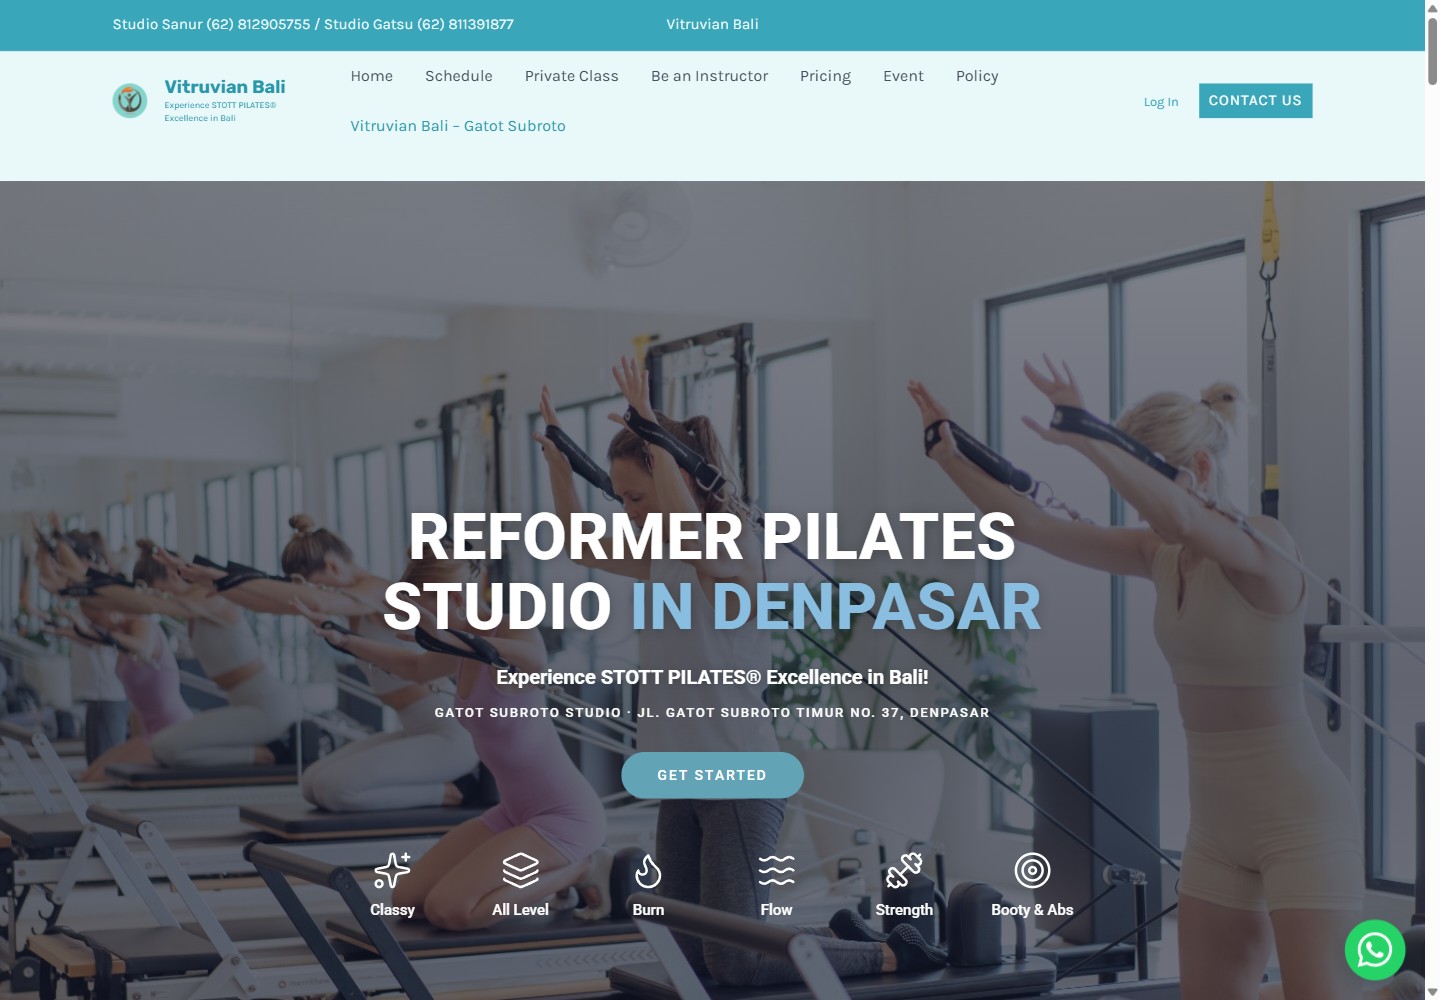 Studio Sanur (62) 812905755 / Studio Gatsu (62) 811391877
Vitruvian Bali
Vitruvian Bali
Experience STOTT PILATES®
Excellence in Bali
Home
Schedule
Private Class
Be an Instructor
Pricing
Event
Policy
Vitruvian Bali – Gatot Subroto
Log In
CONTACT US
REFORMER PILATES
STUDIO IN DENPASAR
Experience STOTT PILATES® Excellence in Bali!
GATOT SUBROTO STUDIO · JL. GATOT SUBROTO TIMUR NO. 37, DENPASAR
GET STARTED
Classy
All Level
Burn
Flow
Strength
Booty & Abs